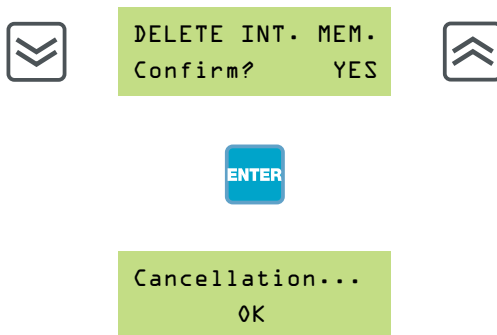 DELETE INT. MEM.
Confirm? YES
ENTER
Cancellation...
OK